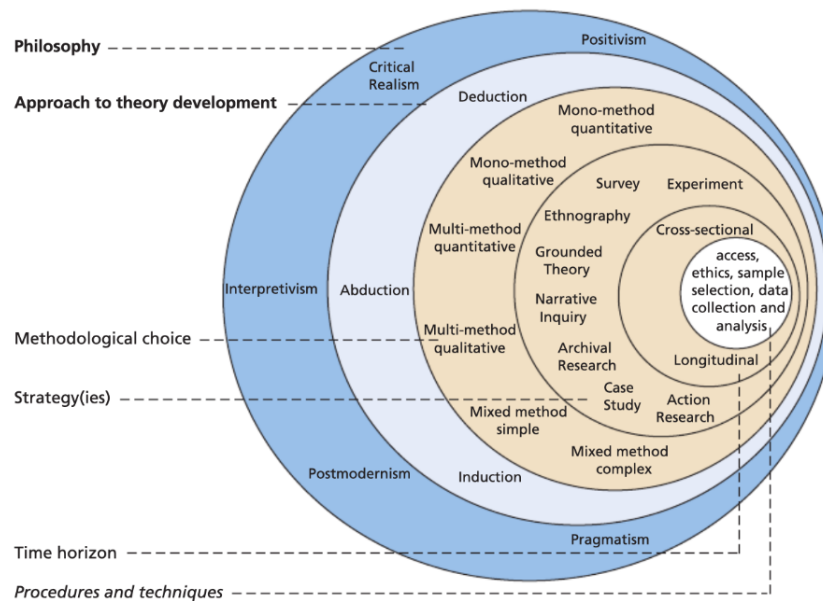 Philosophy
Positivism
Critical
Realism
Approach to theory development
Deduction
Mono-method
quantitative
Mono-method
qualitative
Survey
Experiment
Ethnography
Multi-method
quantitative
Cross-sectional
Grounded
Theory
access,
ethics, sample
selection, data
collection and
analysis
Interpretivism
Abduction
Narrative
Inquiry
Methodological choice
Multi-method
qualitative
Archival
Research
Longitudinal
Strategy(ies)
Case
Study
Action
Research
Mixed method
simple
Mixed method
complex
Postmodernism
Induction
Pragmatism
Time horizon
Procedures and techniques